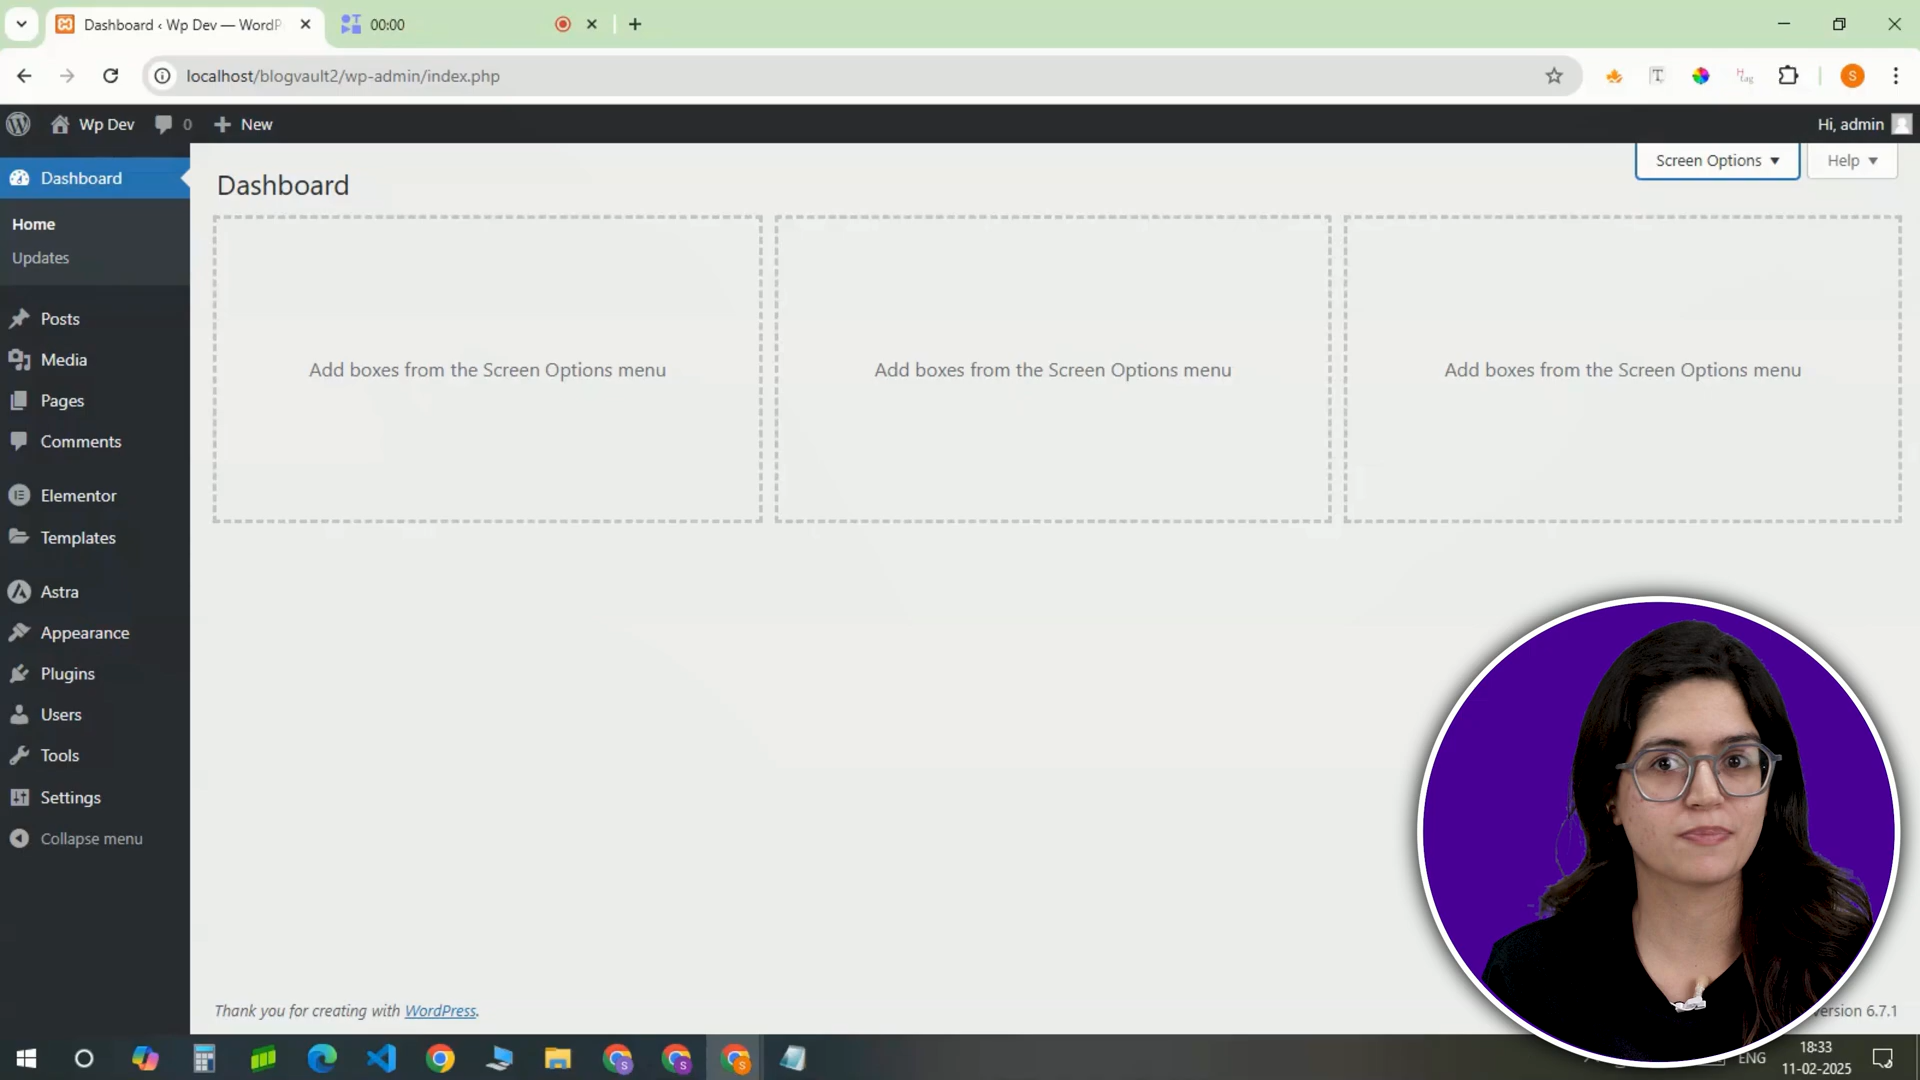 Dashboard ‹ Wp Dev — WordP
00:00
localhost/blogvault2/wp-admin/index.php
Wp Dev
0
New
Hi, admin
Dashboard
Home
Updates
Posts
Media
Pages
Comments
Elementor
Templates
Astra
Appearance
Plugins
Users
Tools
Settings
Collapse menu
Dashboard
Screen Options
Help
Add boxes from the Screen Options menu
Add boxes from the Screen Options menu
Add boxes from the Screen Options menu
Thank you for creating with WordPress.
ersion 6.7.1
ENG
18:33
11-02-2025